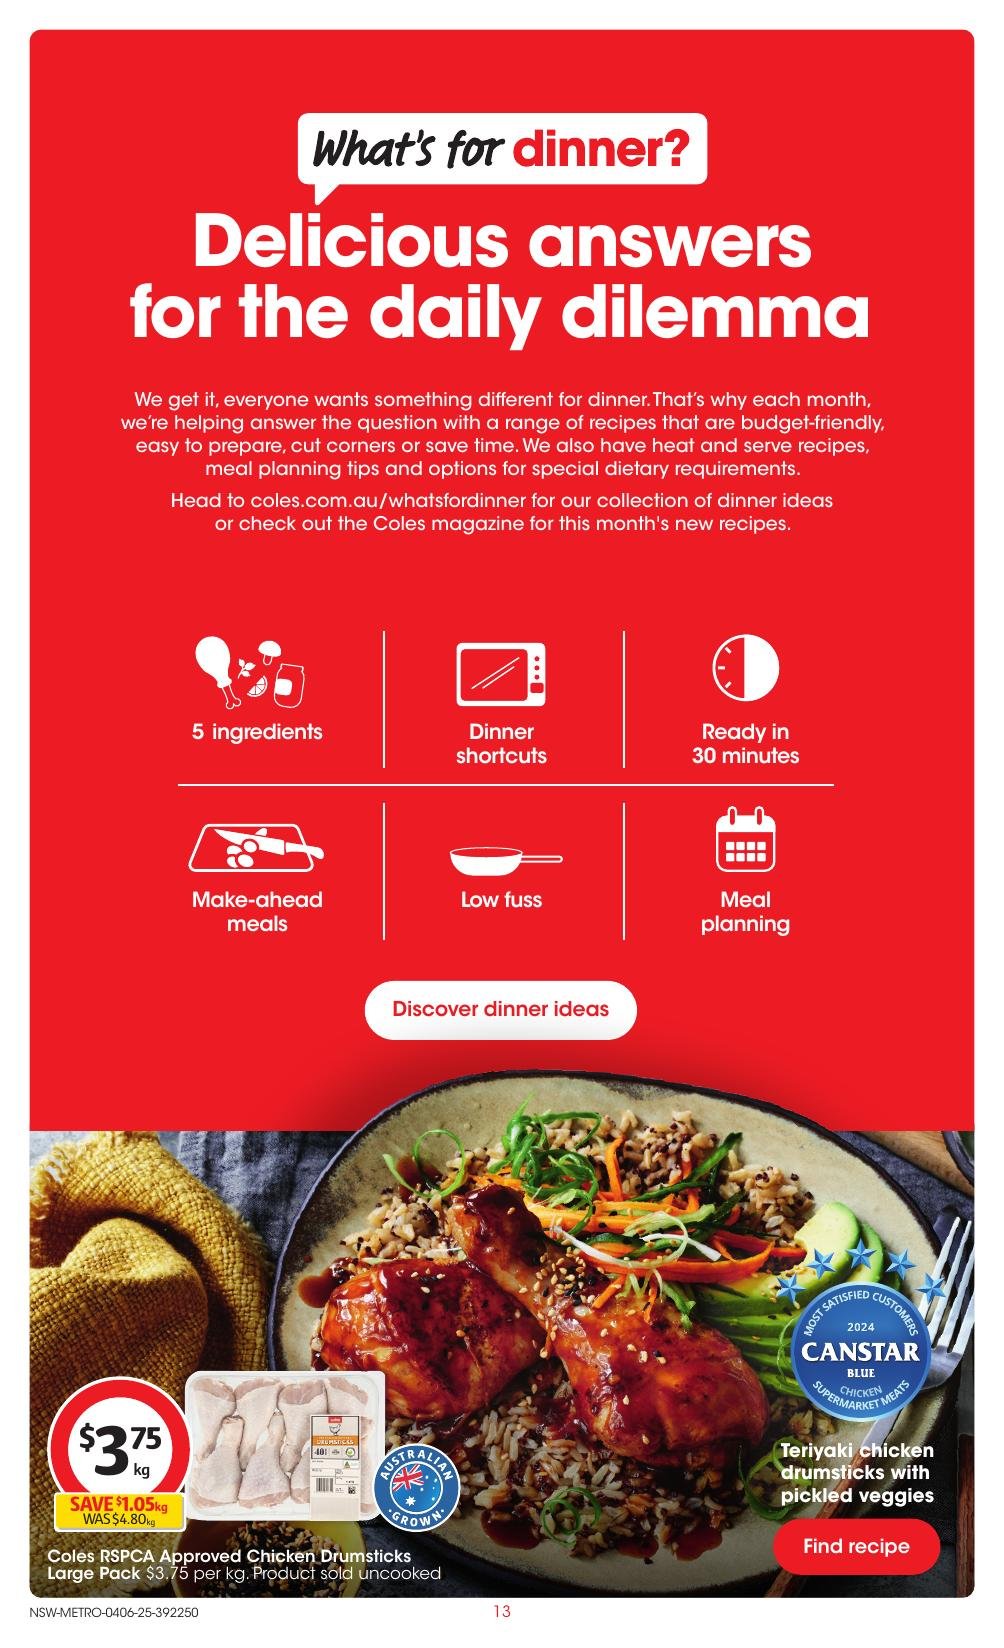 What's for dinner?
Delicious answers
for the daily dilemma
We get it, everyone wants something different for dinner. That's why each month,
we're helping answer the question with a range of recipes that are budget-friendly,
easy to prepare, cut corners or save time. We also have heat and serve recipes,
meal planning tips and options for special dietary requirements.
Head to coles.com.au/whatsfordinner for our collection of dinner ideas
or check out the Coles magazine for this month's new recipes.
5 ingredients
Dinner
shortcuts
Ready in
30 minutes
Make-ahead
meals
Low fuss
Meal
planning
Discover dinner ideas
MOST SATISFIED CUSTOMERS
2024
CANSTAR
BLUE
CHICKEN
SUPERMARKET MEATS
$3 75
kg
SAVE $1.05kg
WAS $4.80kg
DRUMSTICKS
AUSTRALIAN
GROWN
Teriyaki chicken
drumsticks with
pickled veggies
Find recipe
Coles RSPCA Approved Chicken Drumsticks
Large Pack $3.75 per kg. Product sold uncooked
NSW-METRO-0406-25-392250
13